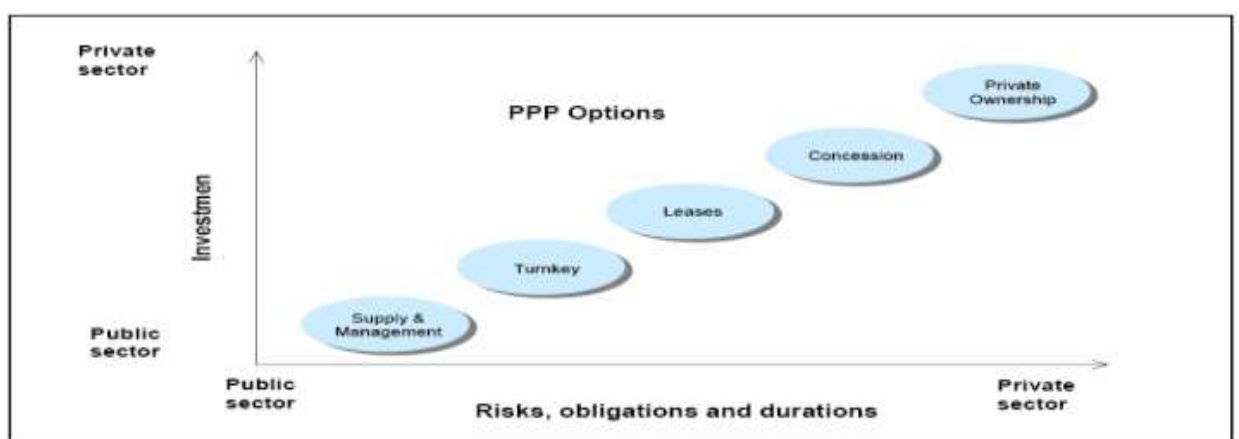 Private
sector
PPP Options
Private
Ownership
Concession
Leases
Turnkey
Supply &
Management
Investmen
Public
sector
Public
sector
Private
sector
Risks, obligations and durations